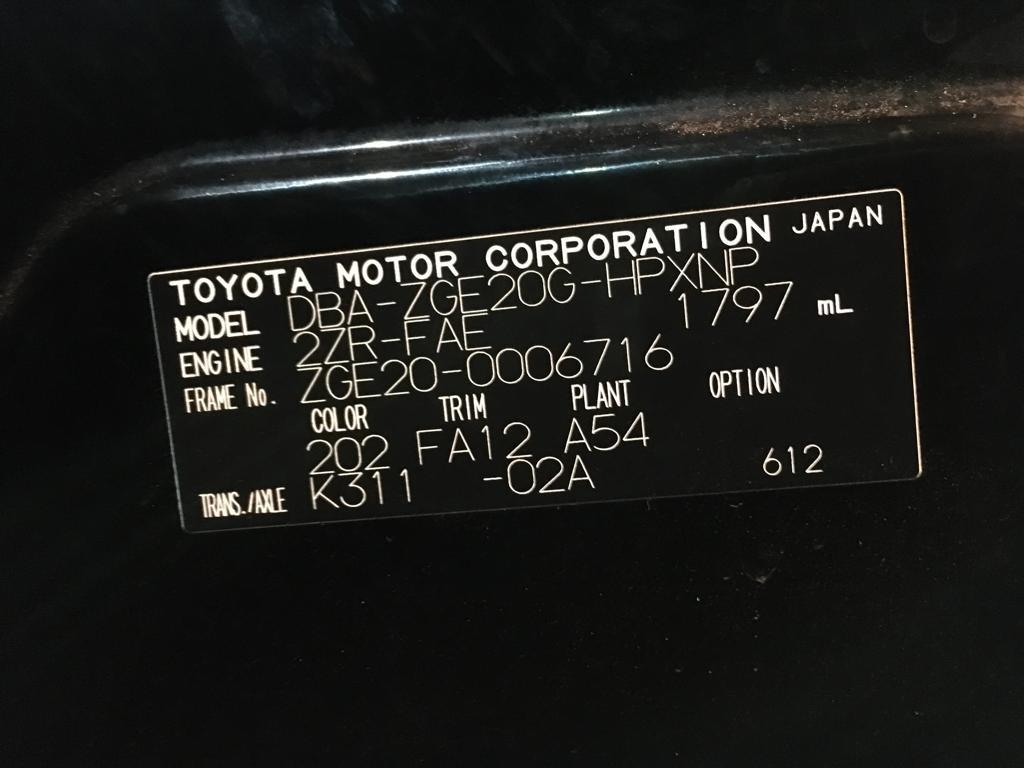 TOYOTA MOTOR CORPORATION JAPAN
MODEL DBA-ZGE20G-HPXNP
ENGINE 2ZR-FAE 1797 mL
FRAME No. ZGE20-0006716
COLOR TRIM PLANT OPTION
202 FA12 A54
TRANS./AXLE K311 -02A 612